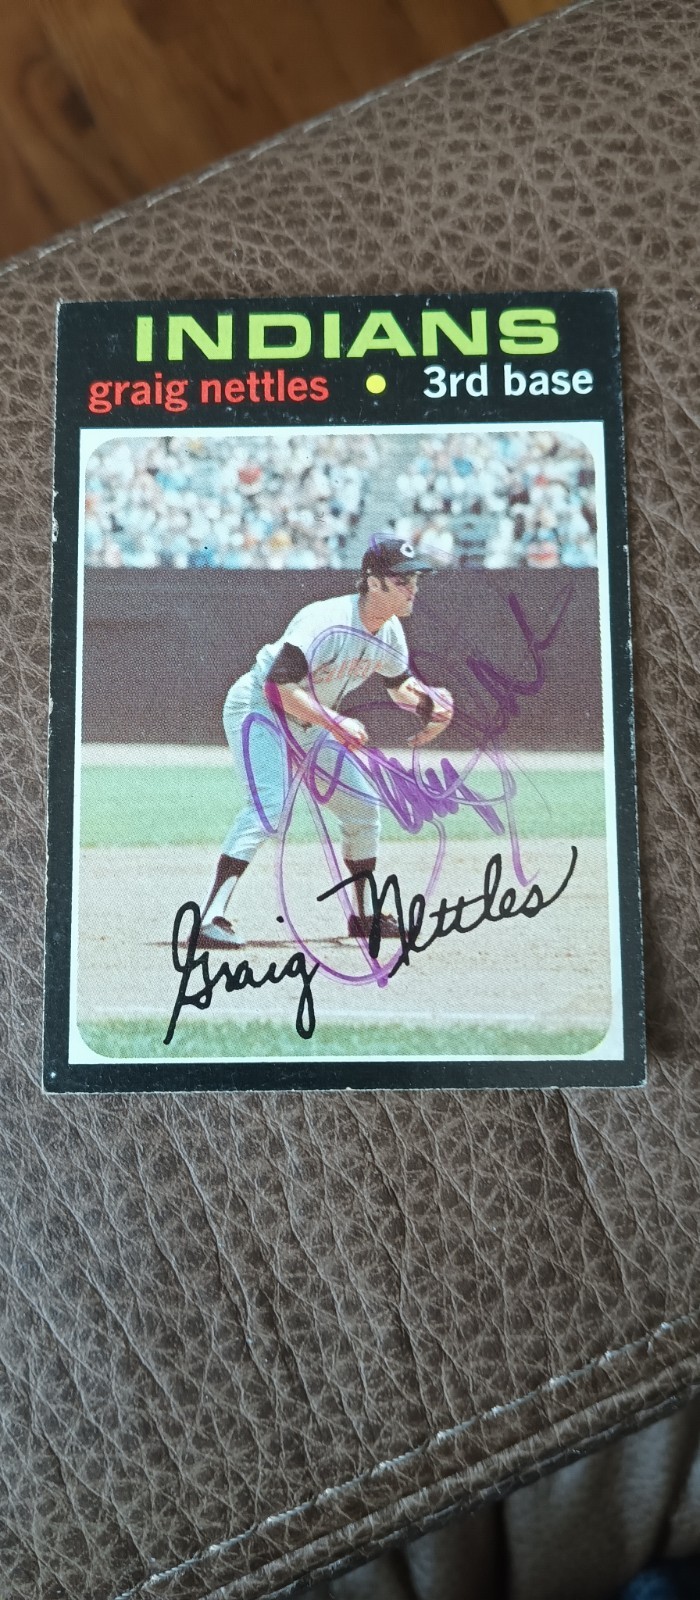 INDIANS
graig nettles • 3rd base
Graig Nettles